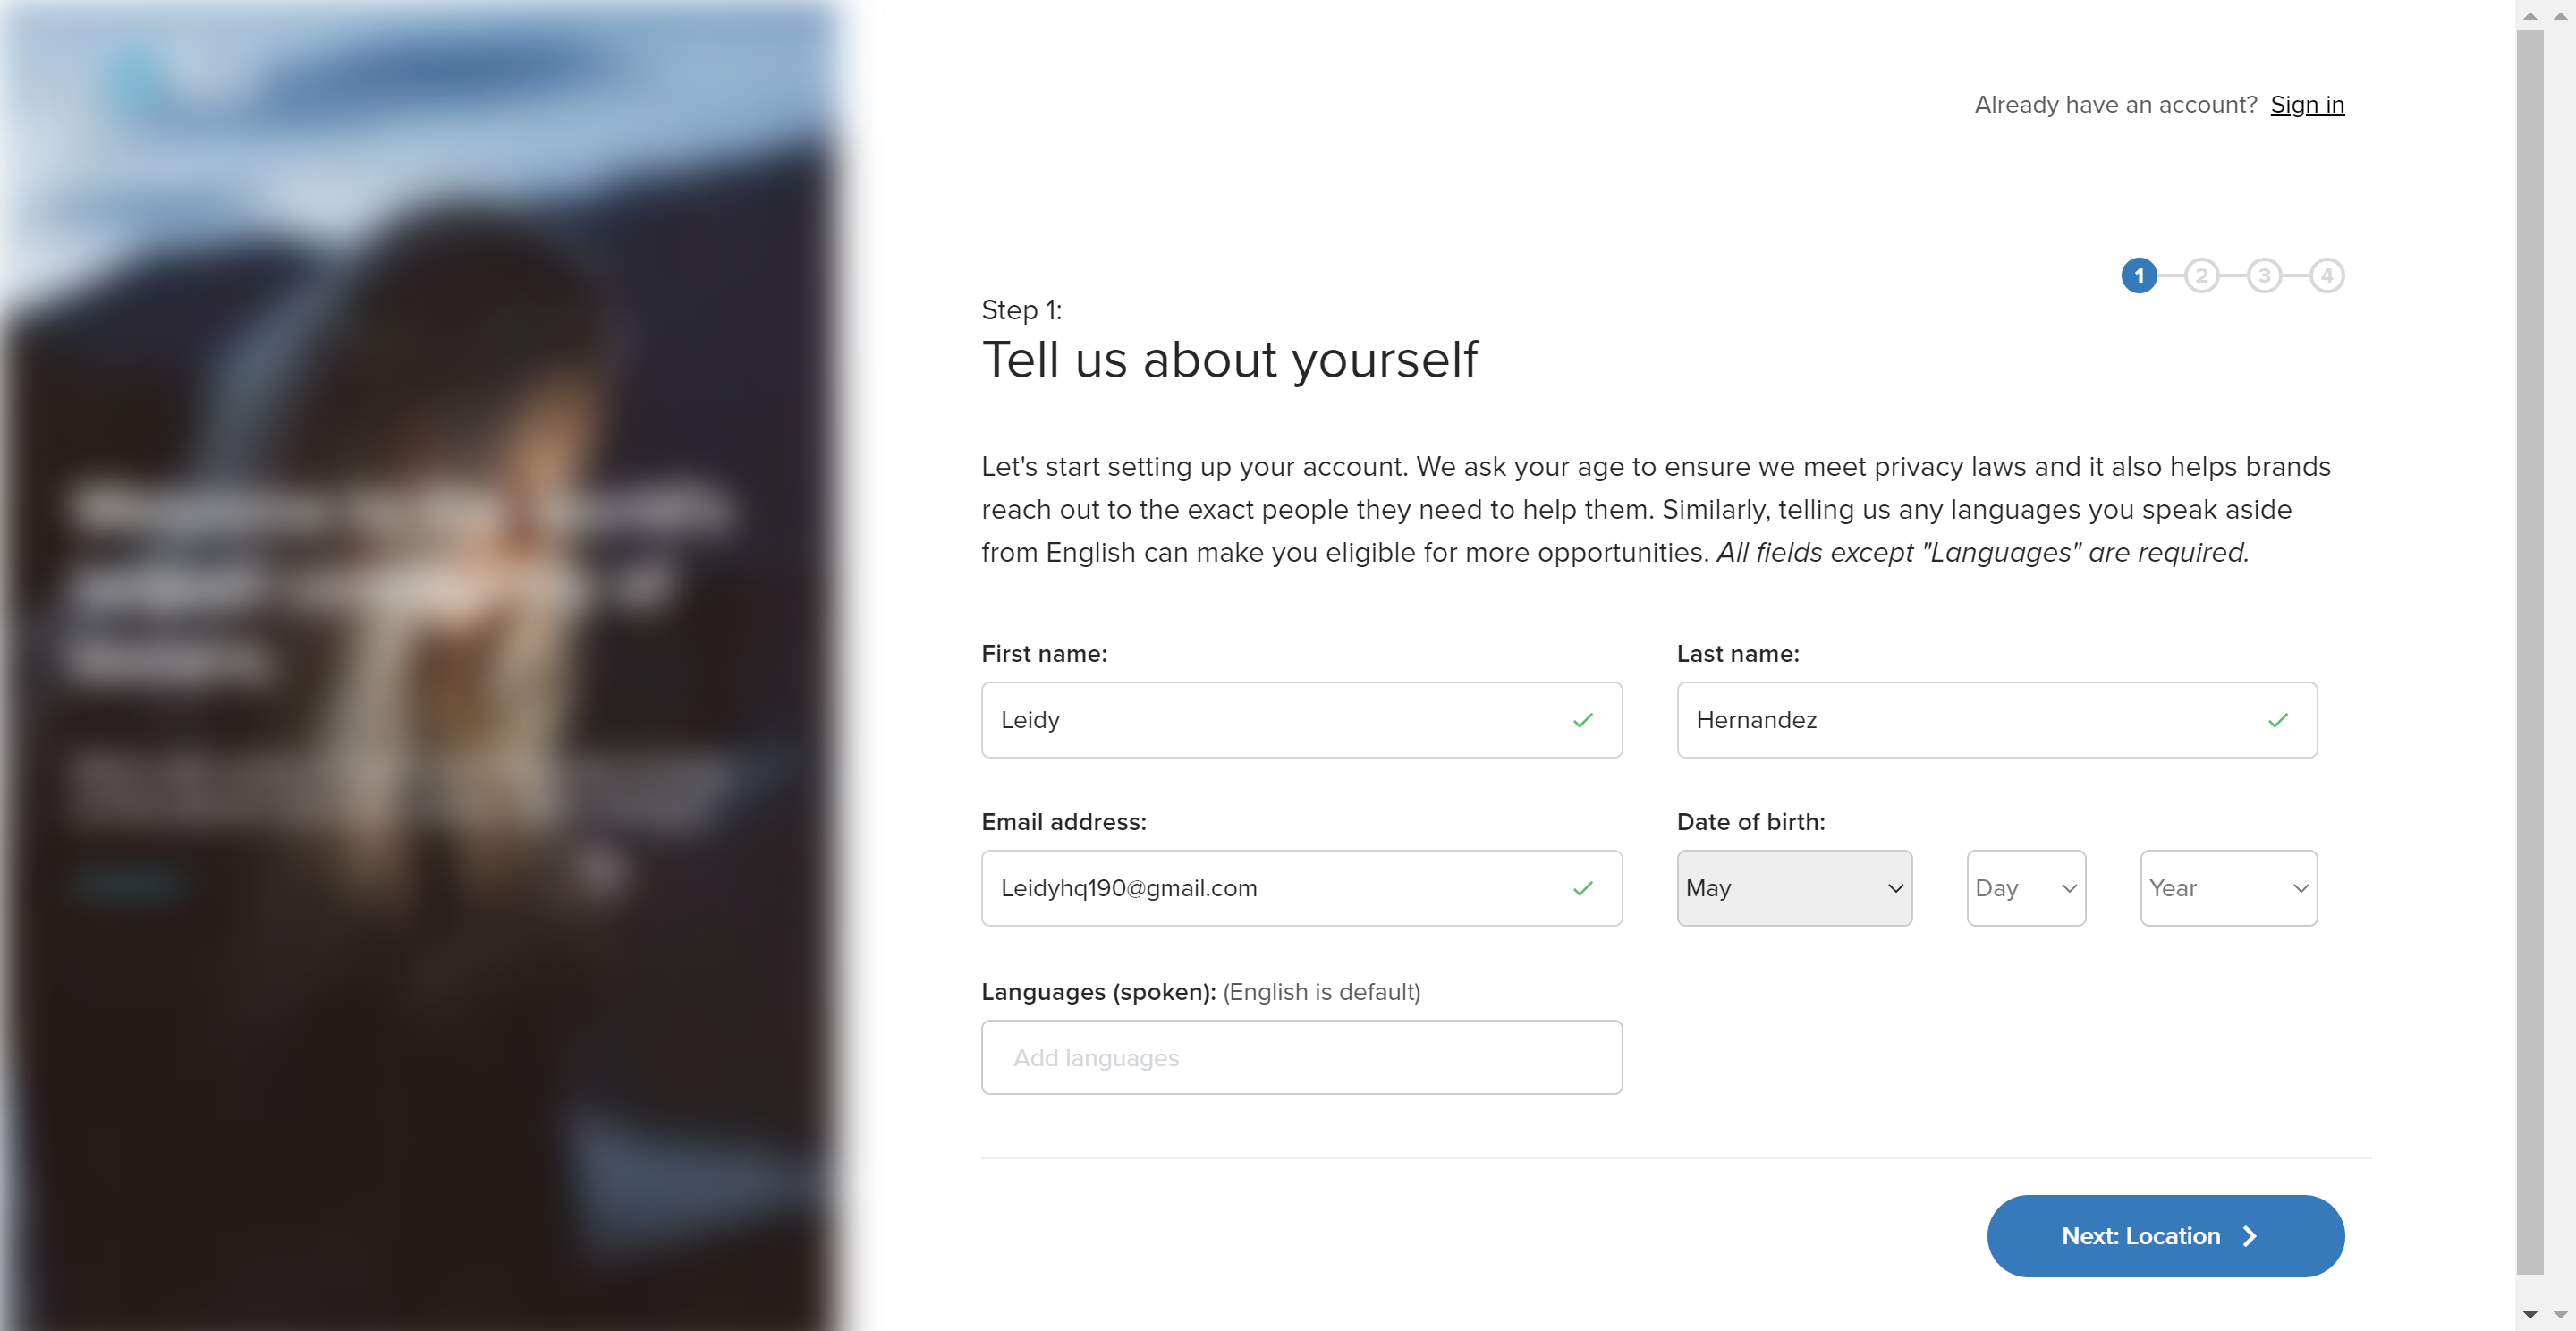 Already have an account? Sign in
1 2 3 4
Step 1:
Tell us about yourself
Let's start setting up your account. We ask your age to ensure we meet privacy laws and it also helps brands
reach out to the exact people they need to help them. Similarly, telling us any languages you speak aside
from English can make you eligible for more opportunities. All fields except "Languages" are required.
First name:
Last name:
Leidy
Hernandez
Email address:
Date of birth:
Leidyhq190@gmail.com
May
Day
Year
Languages (spoken): (English is default)
Add languages
Next: Location